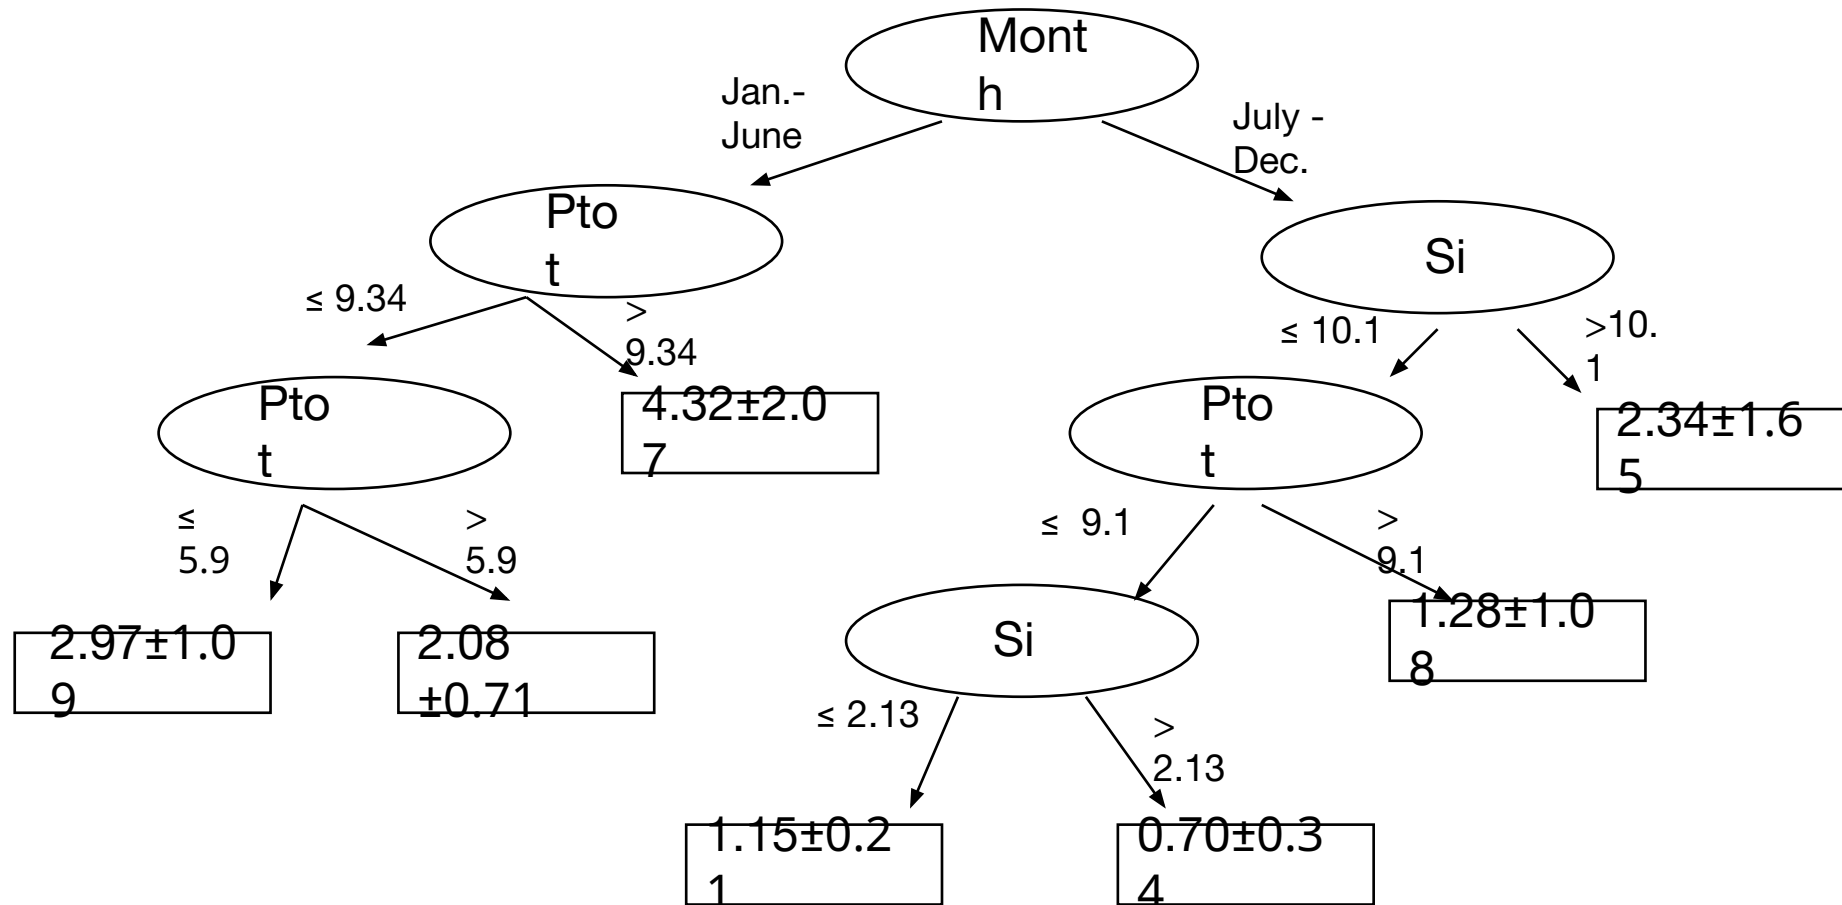 Mont
h
Jan.-
June
July -
Dec.
Pto
t
Si
≤ 9.34
>
9.34
≤ 10.1
>10.
1
Pto
t
4.32±2.0
7
Pto
t
2.34±1.6
5
≤
5.9
>
5.9
≤  9.1
>
9.1
2.97±1.0
9
2.08
±0.71
Si
1.28±1.0
8
≤ 2.13
>
2.13
1.15±0.2
1
0.70±0.3
4